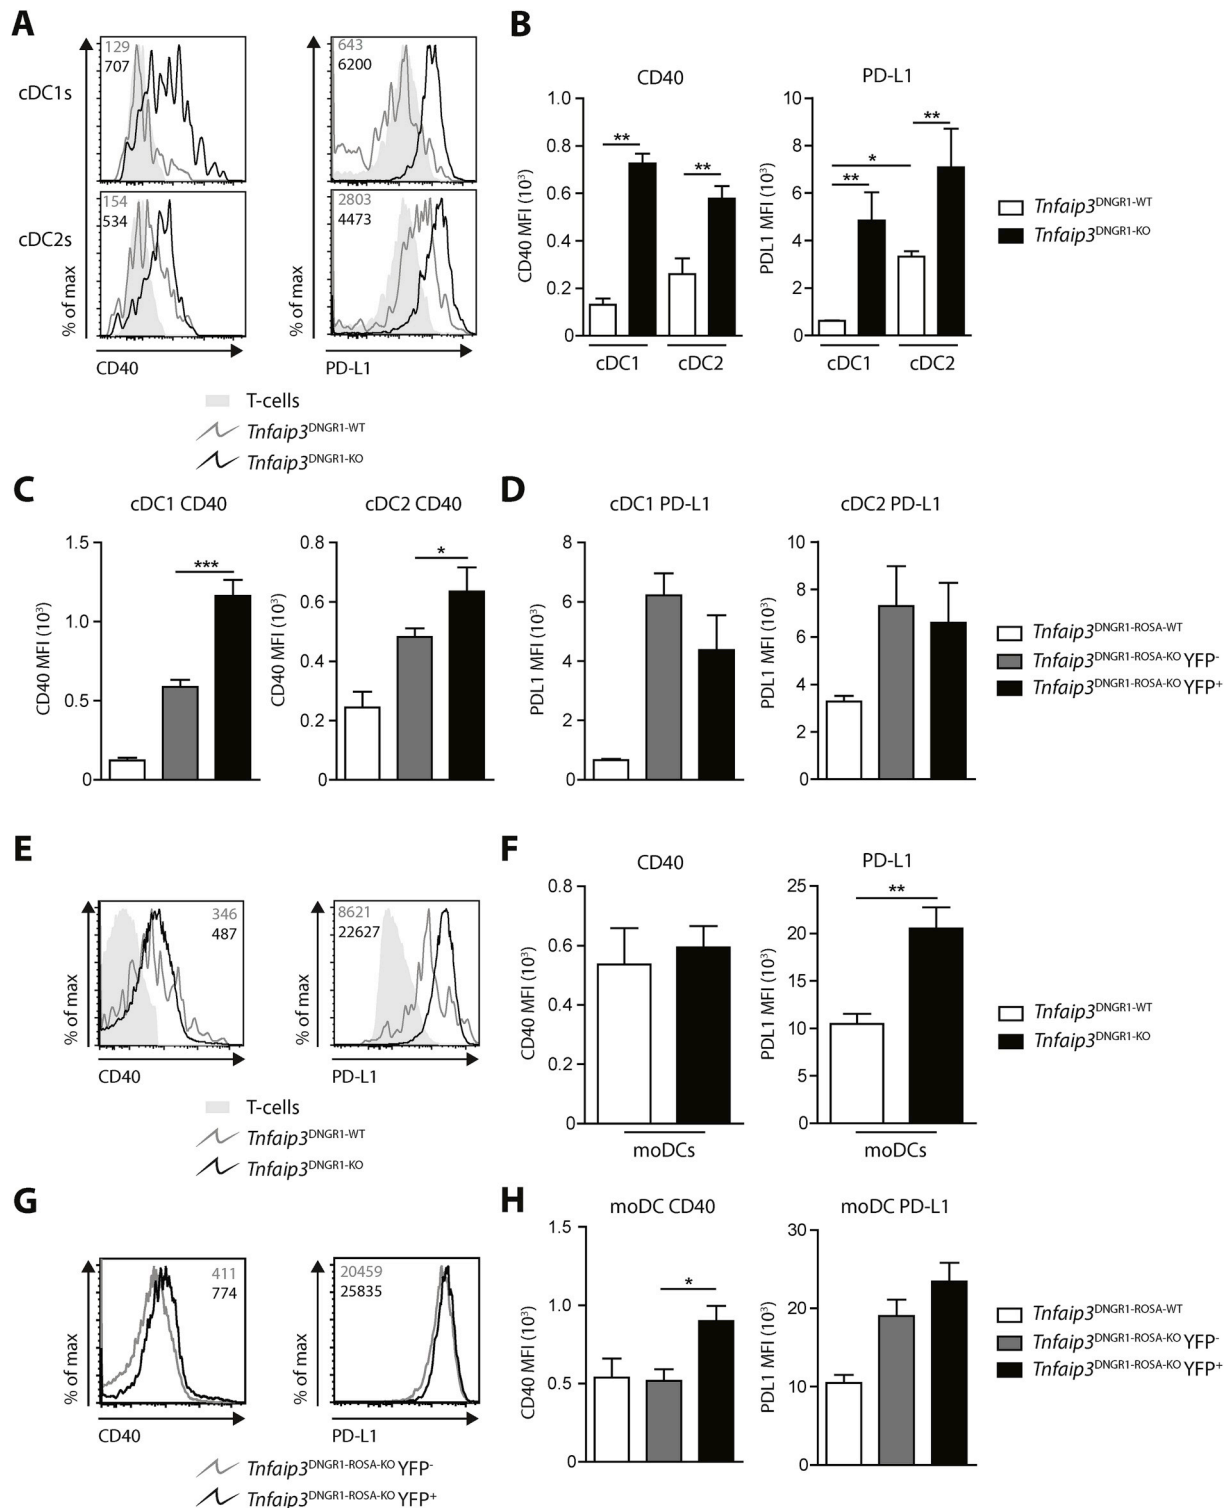 A
cDC1s
129
707
643
6200
cDC2s
154
534
2803
4473
% of max
% of max
CD40
PD-L1
T-cells
Tnfaip3DNGR1-WT
Tnfaip3DNGR1-KO
B
CD40
CD40 MFI (10³)
1.0
0.8
0.6
0.4
0.2
0
**
**
cDC1
cDC2
PD-L1
PDL1 MFI (10³)
10
8
6
4
2
0
**
*
**
cDC1
cDC2
Tnfaip3DNGR1-WT
Tnfaip3DNGR1-KO
C
cDC1 CD40
CD40 MFI (10³)
1.5
1.0
0.5
0
***
cDC2 CD40
CD40 MFI (10³)
0.8
0.6
0.4
0.2
0
*
D
cDC1 PD-L1
PDL1 MFI (10³)
8
6
4
2
0
cDC2 PD-L1
PDL1 MFI (10³)
10
8
6
4
2
0
Tnfaip3DNGR1-ROSA-WT
Tnfaip3DNGR1-ROSA-KO YFP⁻
Tnfaip3DNGR1-ROSA-KO YFP⁺
E
346
487
% of max
CD40
8621
22627
% of max
PD-L1
T-cells
Tnfaip3DNGR1-WT
Tnfaip3DNGR1-KO
F
CD40
CD40 MFI (10³)
0.8
0.6
0.4
0.2
0
moDCs
PD-L1
PDL1 MFI (10³)
25
20
15
10
5
0
**
moDCs
Tnfaip3DNGR1-WT
Tnfaip3DNGR1-KO
G
411
774
% of max
CD40
20459
25835
% of max
PD-L1
Tnfaip3DNGR1-ROSA-KO YFP⁻
Tnfaip3DNGR1-ROSA-KO YFP⁺
H
moDC CD40
CD40 MFI (10³)
1.5
1.0
0.5
0
*
moDC PD-L1
PDL1 MFI (10³)
30
20
10
0
Tnfaip3DNGR1-ROSA-WT
Tnfaip3DNGR1-ROSA-KO YFP⁻
Tnfaip3DNGR1-ROSA-KO YFP⁺